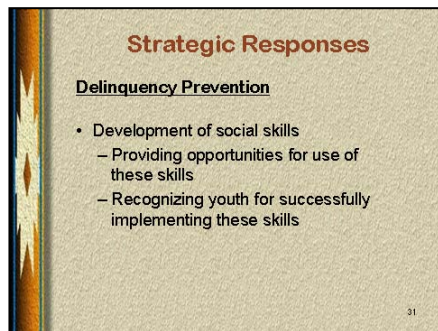 Strategic Responses
Delinquency Prevention
• Development of social skills
– Providing opportunities for use of
these skills
– Recognizing youth for successfully
implementing these skills
31